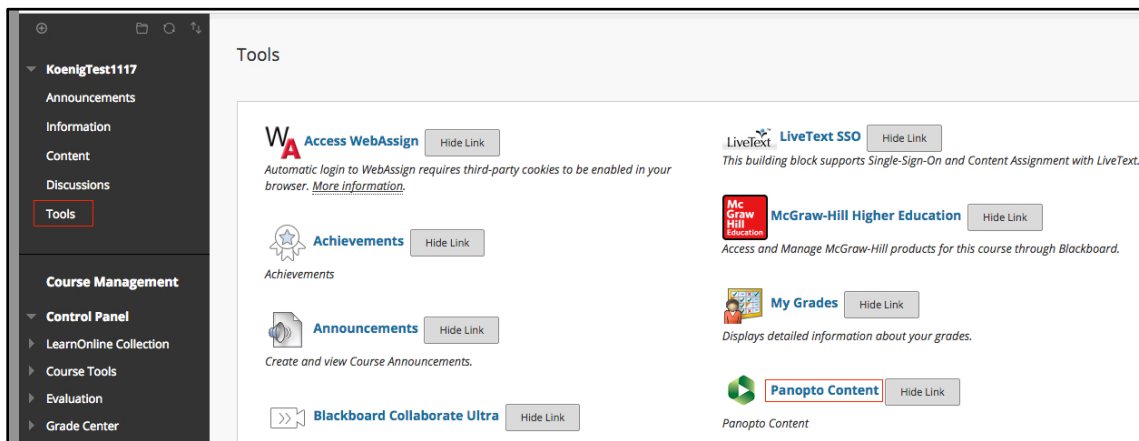 KoenigTest1117
Announcements
Information
Content
Discussions
Tools
Course Management
Control Panel
LearnOnline Collection
Course Tools
Evaluation
Grade Center
Tools
WA Access WebAssign Hide Link
Automatic login to WebAssign requires third-party cookies to be enabled in your
browser. More information.
Achievements Hide Link
Achievements
Announcements Hide Link
Create and view Course Announcements.
Blackboard Collaborate Ultra Hide Link
LiveText LiveText SSO Hide Link
This building block supports Single-Sign-On and Content Assignment with LiveText.
Mc
Graw
Hill
Education
McGraw-Hill Higher Education Hide Link
Access and Manage McGraw-Hill products for this course through Blackboard.
My Grades Hide Link
Displays detailed information about your grades.
Panopto Content Hide Link
Panopto Content